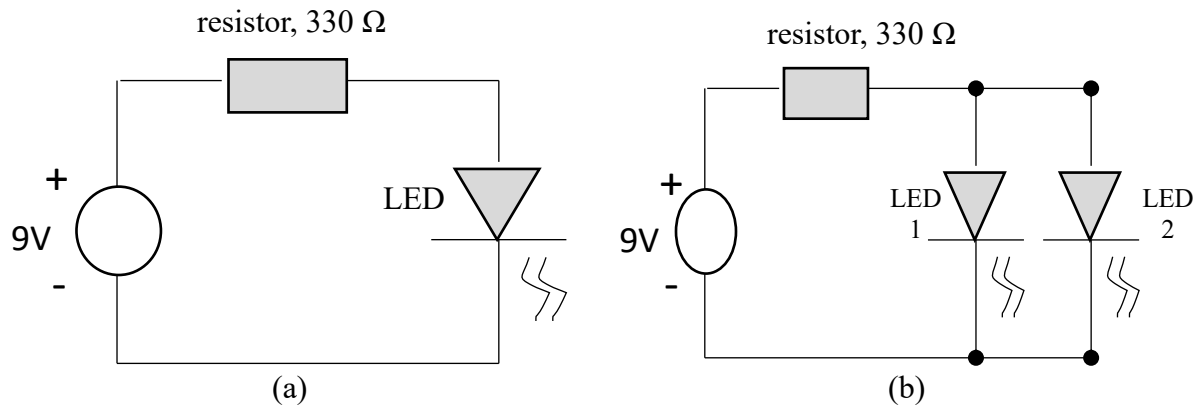 resistor, 330 Ω
+
9V
-
LED
(a)
resistor, 330 Ω
+
9V
-
LED
1
LED
2
(b)